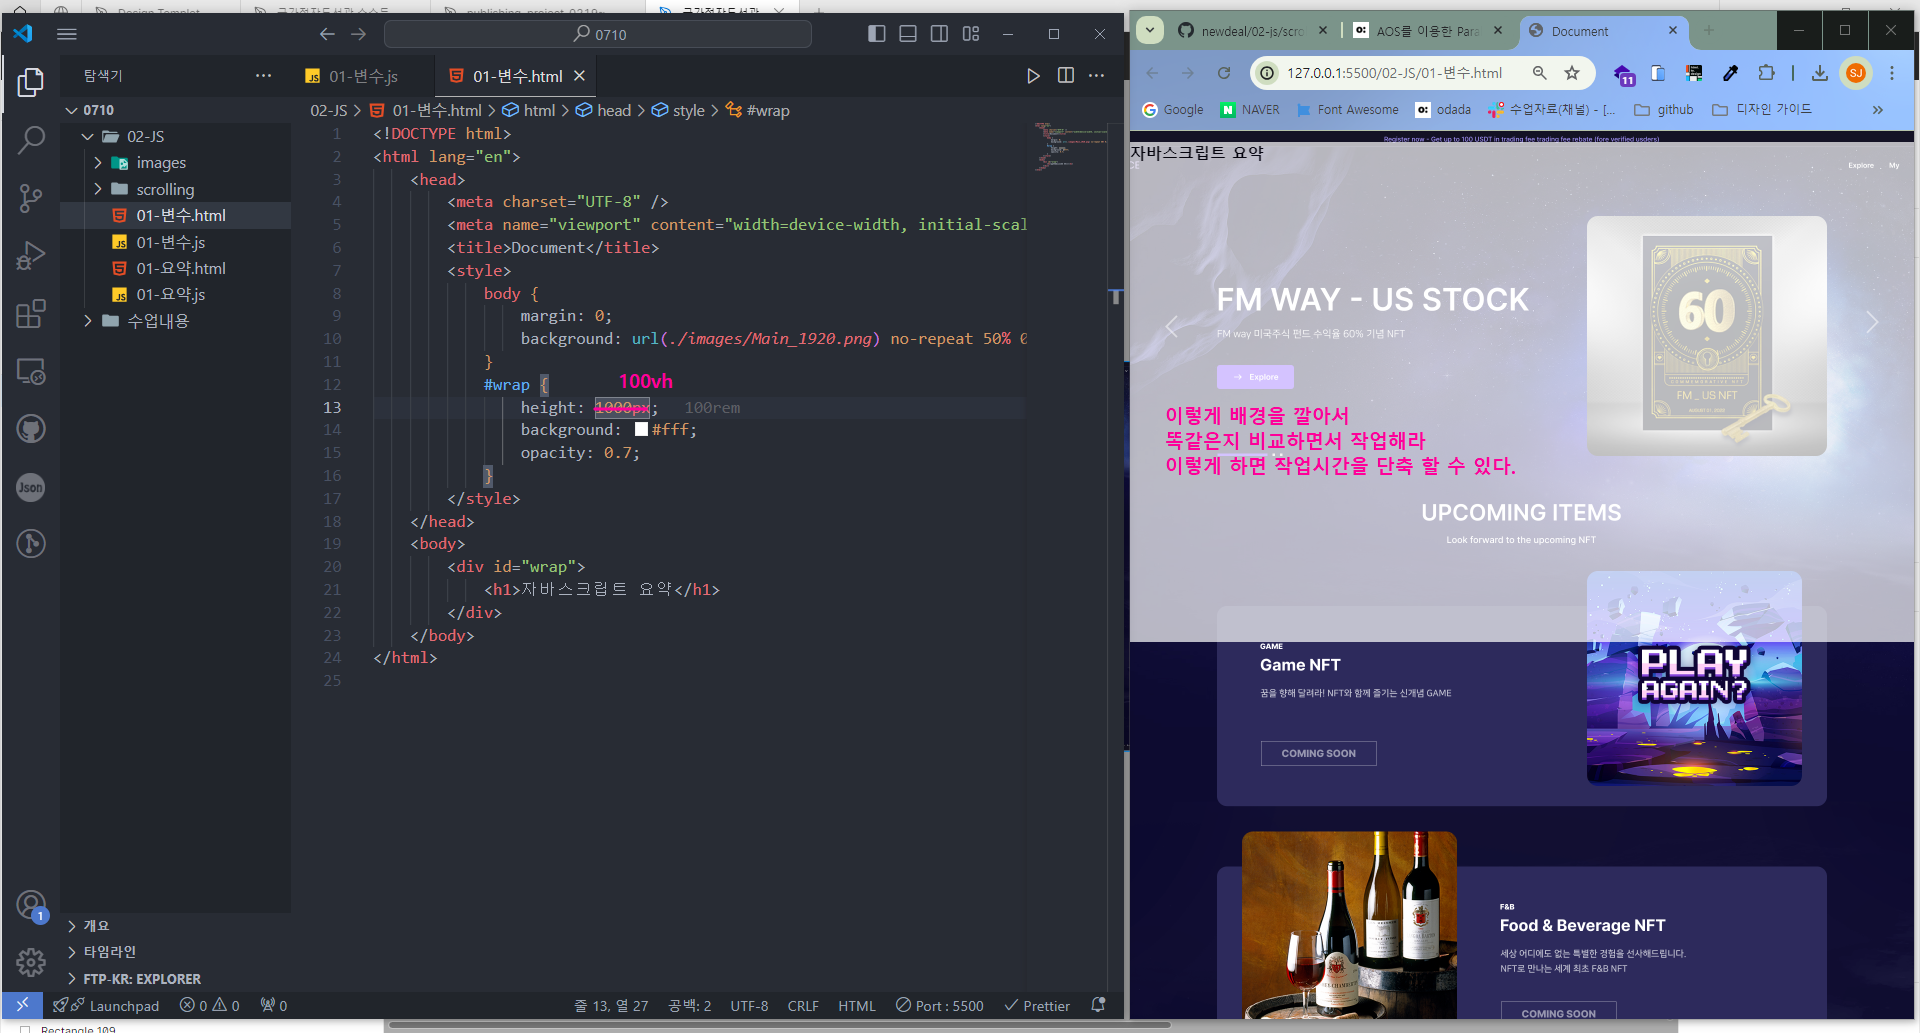 0710
newdeal/02-js/scro
AOS를 이용한 Para
Document
탐색기
01-변수.js
01-변수.html
127.0.0.1:5500/02-JS/01-변수.html
11
SJ
0710
02-JS > 01-변수.html > html > head > style > #wrap
Google
NAVER
Font Awesome
odada
수업자료(채널) - [...
github
디자인 가이드
02-JS
images
scrolling
01-변수.html
01-변수.js
01-요약.html
01-요약.js
수업내용
1 <!DOCTYPE html>
2 <html lang="en">
3 <head>
4 <meta charset="UTF-8" />
5 <meta name="viewport" content="width=device-width, initial-scal
6 <title>Document</title>
7 <style>
8 body {
9 margin: 0;
10 background: url(./images/Main_1920.png) no-repeat 50% 0
11 }
12 #wrap {
100vh
13 height: 1000px; 100rem
14 background: #fff;
15 opacity: 0.7;
16 }
17 </style>
18 </head>
19 <body>
20 <div id="wrap">
21 <h1>자바스크립트 요약</h1>
22 </div>
23 </body>
24 </html>
25
Json
1
개요
타임라인
FTP-KR: EXPLORER
Launchpad
0
0
0
줄 13, 열 27
공백: 2
UTF-8
CRLF
HTML
Port : 5500
Prettier
Rectangle 109
Register now - Get up to 100 USDT in trading fee trading fee rebate (fore verified usders)
자바스크립트 요약
Explore
My
FM WAY - US STOCK
FM way 미국주식 펀드 수익율 60% 기념 NFT
→ Explore
60
COMMEMORATIVE NFT
FM _ US NFT
이렇게 배경을 깔아서
똑같은지 비교하면서 작업해라
이렇게 하면 작업시간을 단축 할 수 있다.
UPCOMING ITEMS
Look forward to the upcoming NFT
GAME
Game NFT
꿈을 향해 달려라! NFT와 함께 즐기는 신개념 GAME
COMING SOON
PLAY
AGAIN?
F&B
Food & Beverage NFT
세상 어디에도 없는 특별한 경험을 선사해드립니다.
NFT로 만나는 세계 최초 F&B NFT
COMING SOON